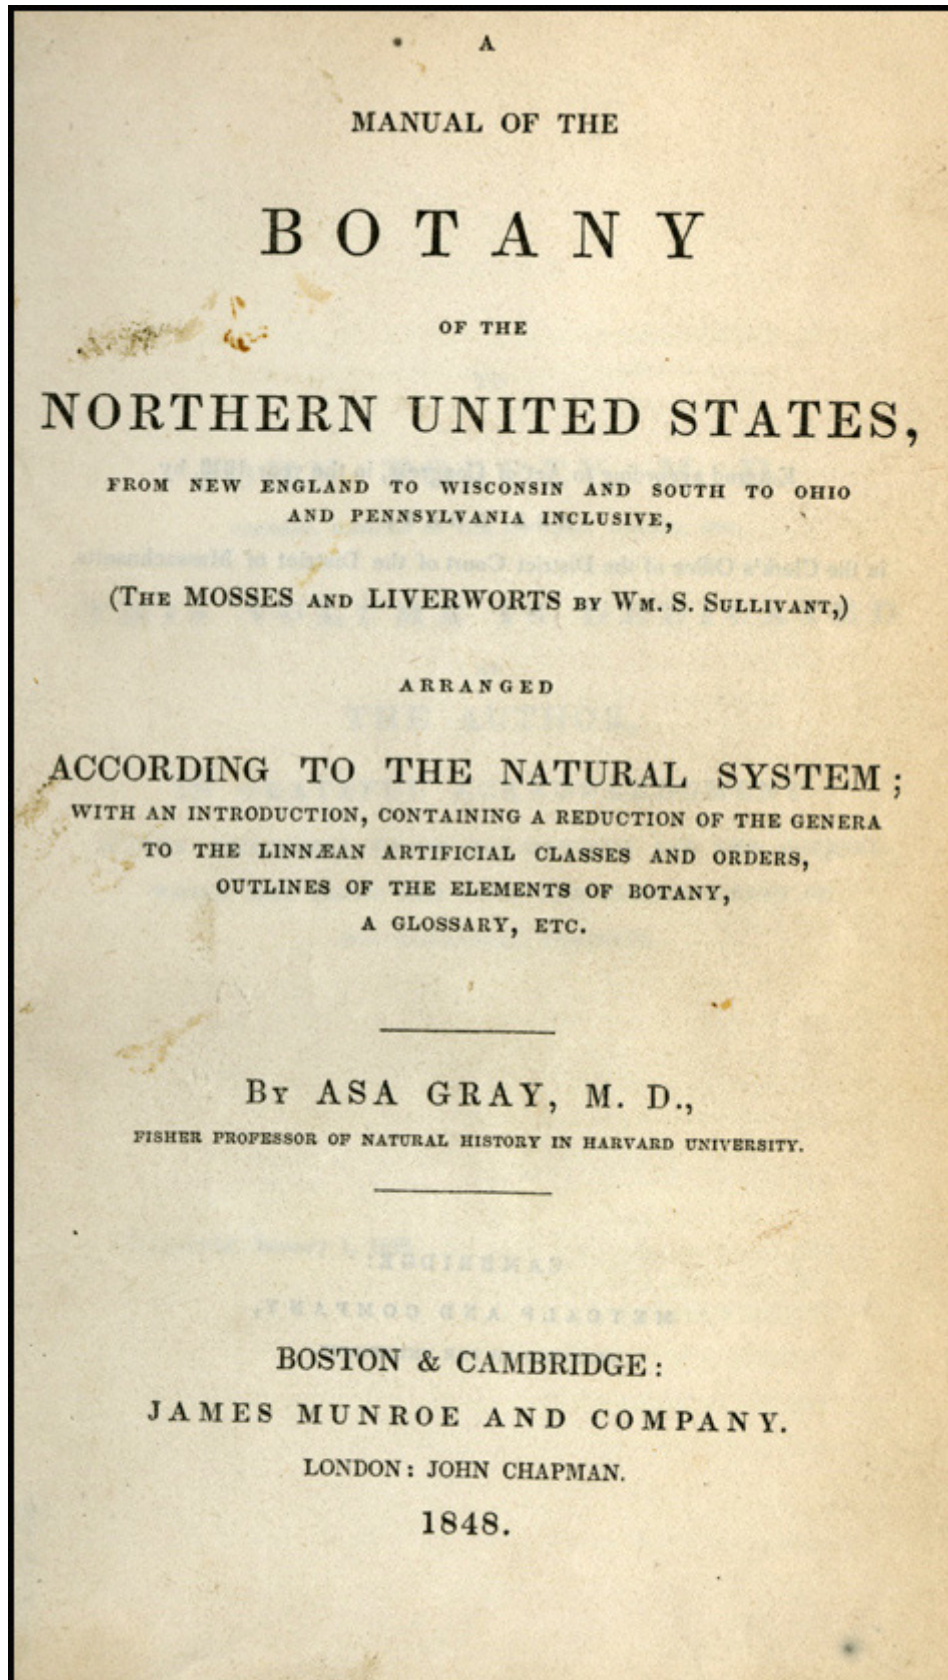 A
MANUAL OF THE
BOTANY
OF THE
NORTHERN UNITED STATES,
FROM NEW ENGLAND TO WISCONSIN AND SOUTH TO OHIO
AND PENNSYLVANIA INCLUSIVE,
(THE MOSSES AND LIVERWORTS BY WM. S. SULLIVANT,)
ARRANGED
ACCORDING TO THE NATURAL SYSTEM;
WITH AN INTRODUCTION, CONTAINING A REDUCTION OF THE GENERA
TO THE LINNÆAN ARTIFICIAL CLASSES AND ORDERS,
OUTLINES OF THE ELEMENTS OF BOTANY,
A GLOSSARY, ETC.
BY ASA GRAY, M. D.,
FISHER PROFESSOR OF NATURAL HISTORY IN HARVARD UNIVERSITY.
BOSTON & CAMBRIDGE:
JAMES MUNROE AND COMPANY.
LONDON: JOHN CHAPMAN.
1848.